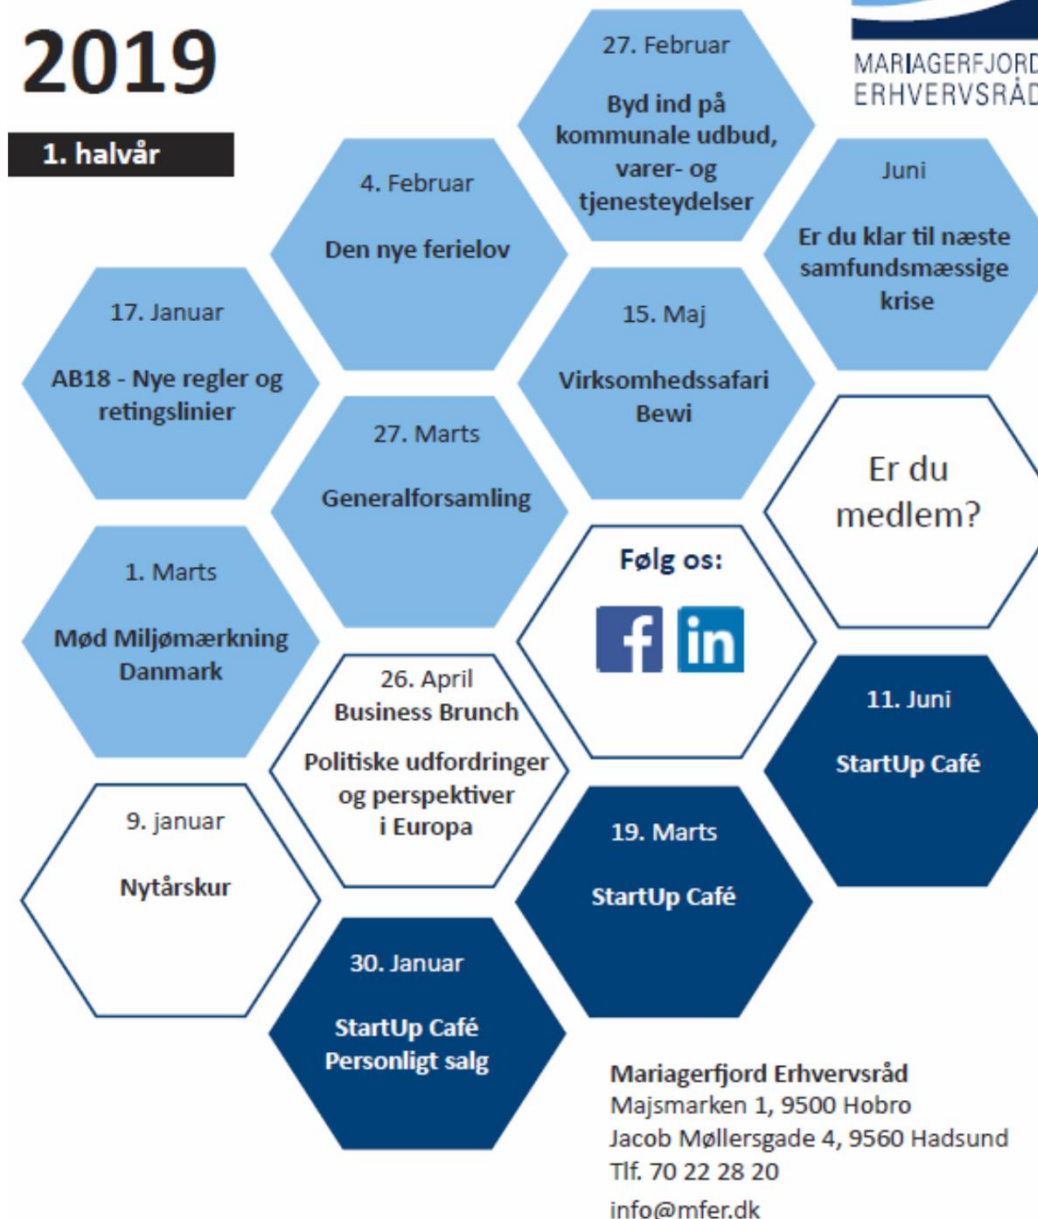 2019
1. halvår
MARIAGERFJORD
ERHVERVSRÅD
27. Februar
Byd ind på
kommunale udbud,
varer- og
tjenesteydelser
4. Februar
Den nye ferielov
Juni
Er du klar til næste
samfundsmæssige
krise
17. Januar
AB18 - Nye regler og
retingslinier
15. Maj
Virksomhedssafari
Bewi
27. Marts
Generalforsamling
Er du
medlem?
1. Marts
Mød Miljømærkning
Danmark
Følg os:
f in
26. April
Business Brunch
Politiske udfordringer
og perspektiver
i Europa
11. Juni
StartUp Café
9. januar
Nytårskur
19. Marts
StartUp Café
30. Januar
StartUp Café
Personligt salg
Mariagerfjord Erhvervsråd
Majsmarken 1, 9500 Hobro
Jacob Møllersgade 4, 9560 Hadsund
Tlf. 70 22 28 20
info@mfer.dk